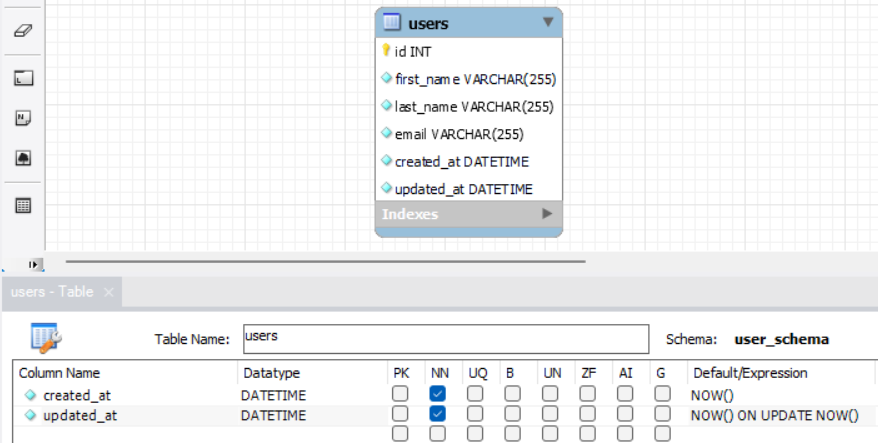 users
id INT
first_name VARCHAR(255)
last_name VARCHAR(255)
email VARCHAR(255)
created_at DATETIME
updated_at DATETIME
Indexes
users - Table
Table Name: users Schema: user_schema
Column Name Datatype PK NN UQ B UN ZF AI G Default/Expression
created_at DATETIME NOW()
updated_at DATETIME NOW() ON UPDATE NOW()